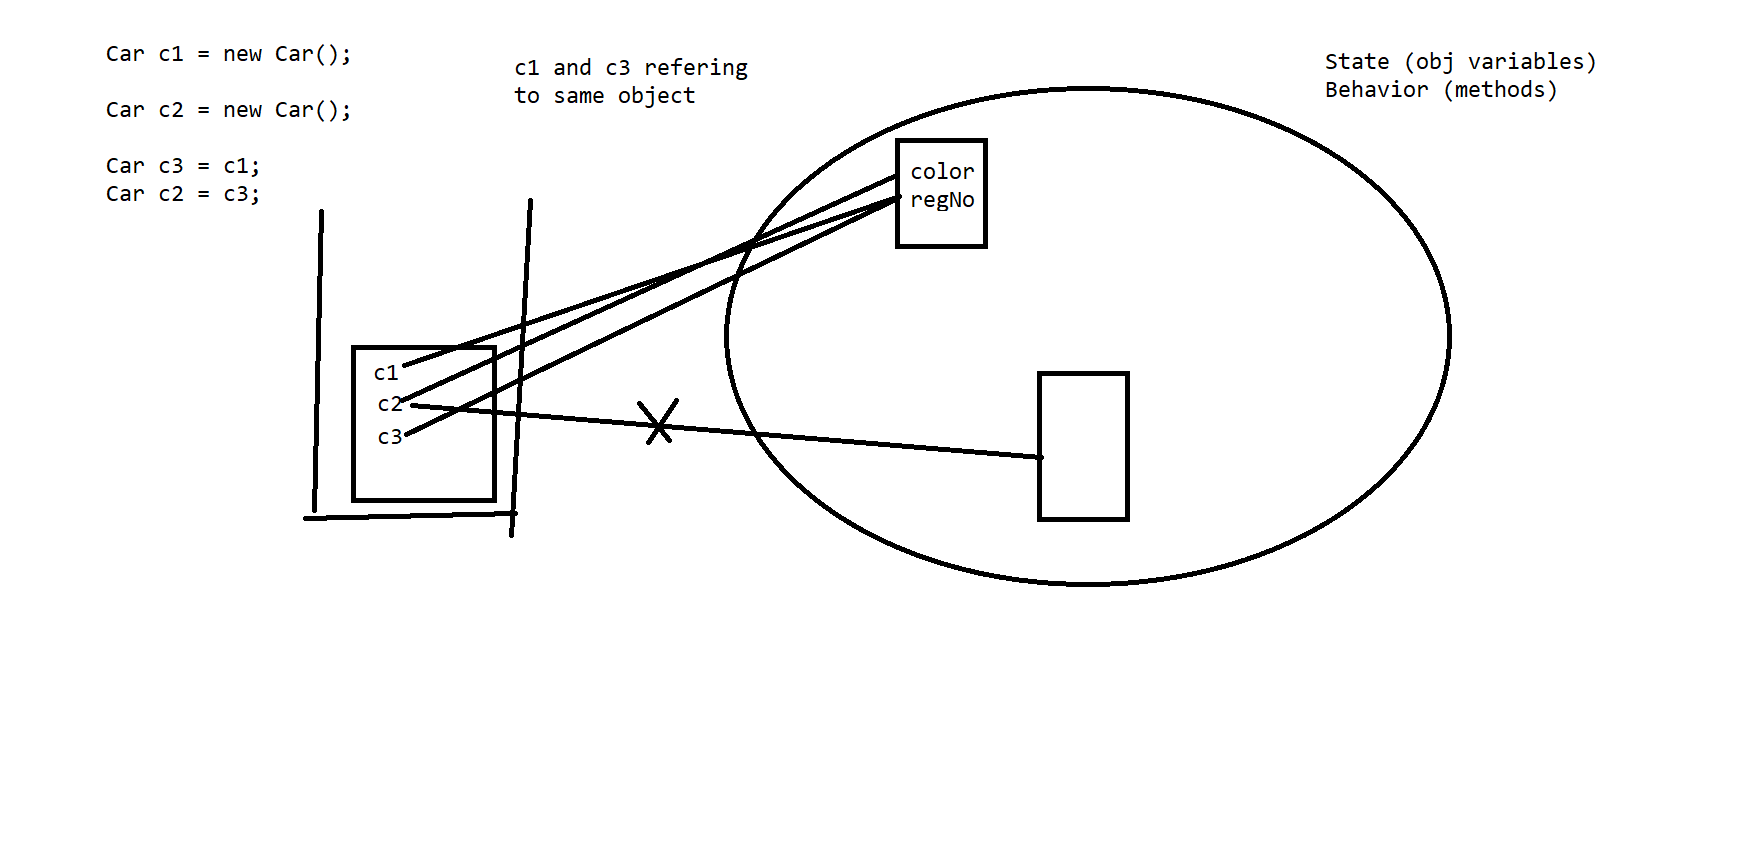 Car c1 = new Car();
Car c2 = new Car();
Car c3 = c1;
Car c2 = c3;
c1 and c3 refering
to same object
State (obj variables)
Behavior (methods)
color
regNo
c1
c2
c3